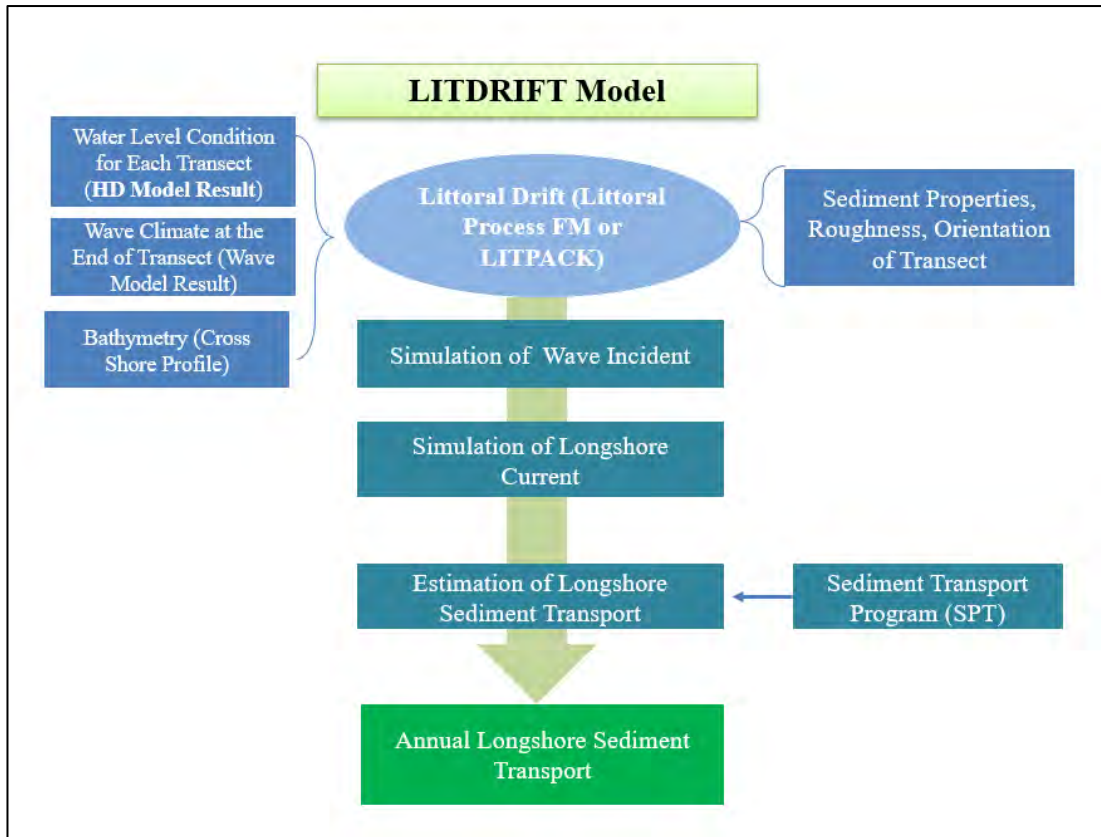 LITDRIFT Model
Water Level Condition
for Each Transect
(HD Model Result)
Wave Climate at the
End of Transect (Wave
Model Result)
Bathymetry (Cross
Shore Profile)
Littoral Drift (Littoral
Process FM or
LITPACK)
Sediment Properties,
Roughness, Orientation
of Transect
Simulation of Wave Incident
Simulation of Longshore
Current
Estimation of Longshore
Sediment Transport
Sediment Transport
Program (SPT)
Annual Longshore Sediment
Transport